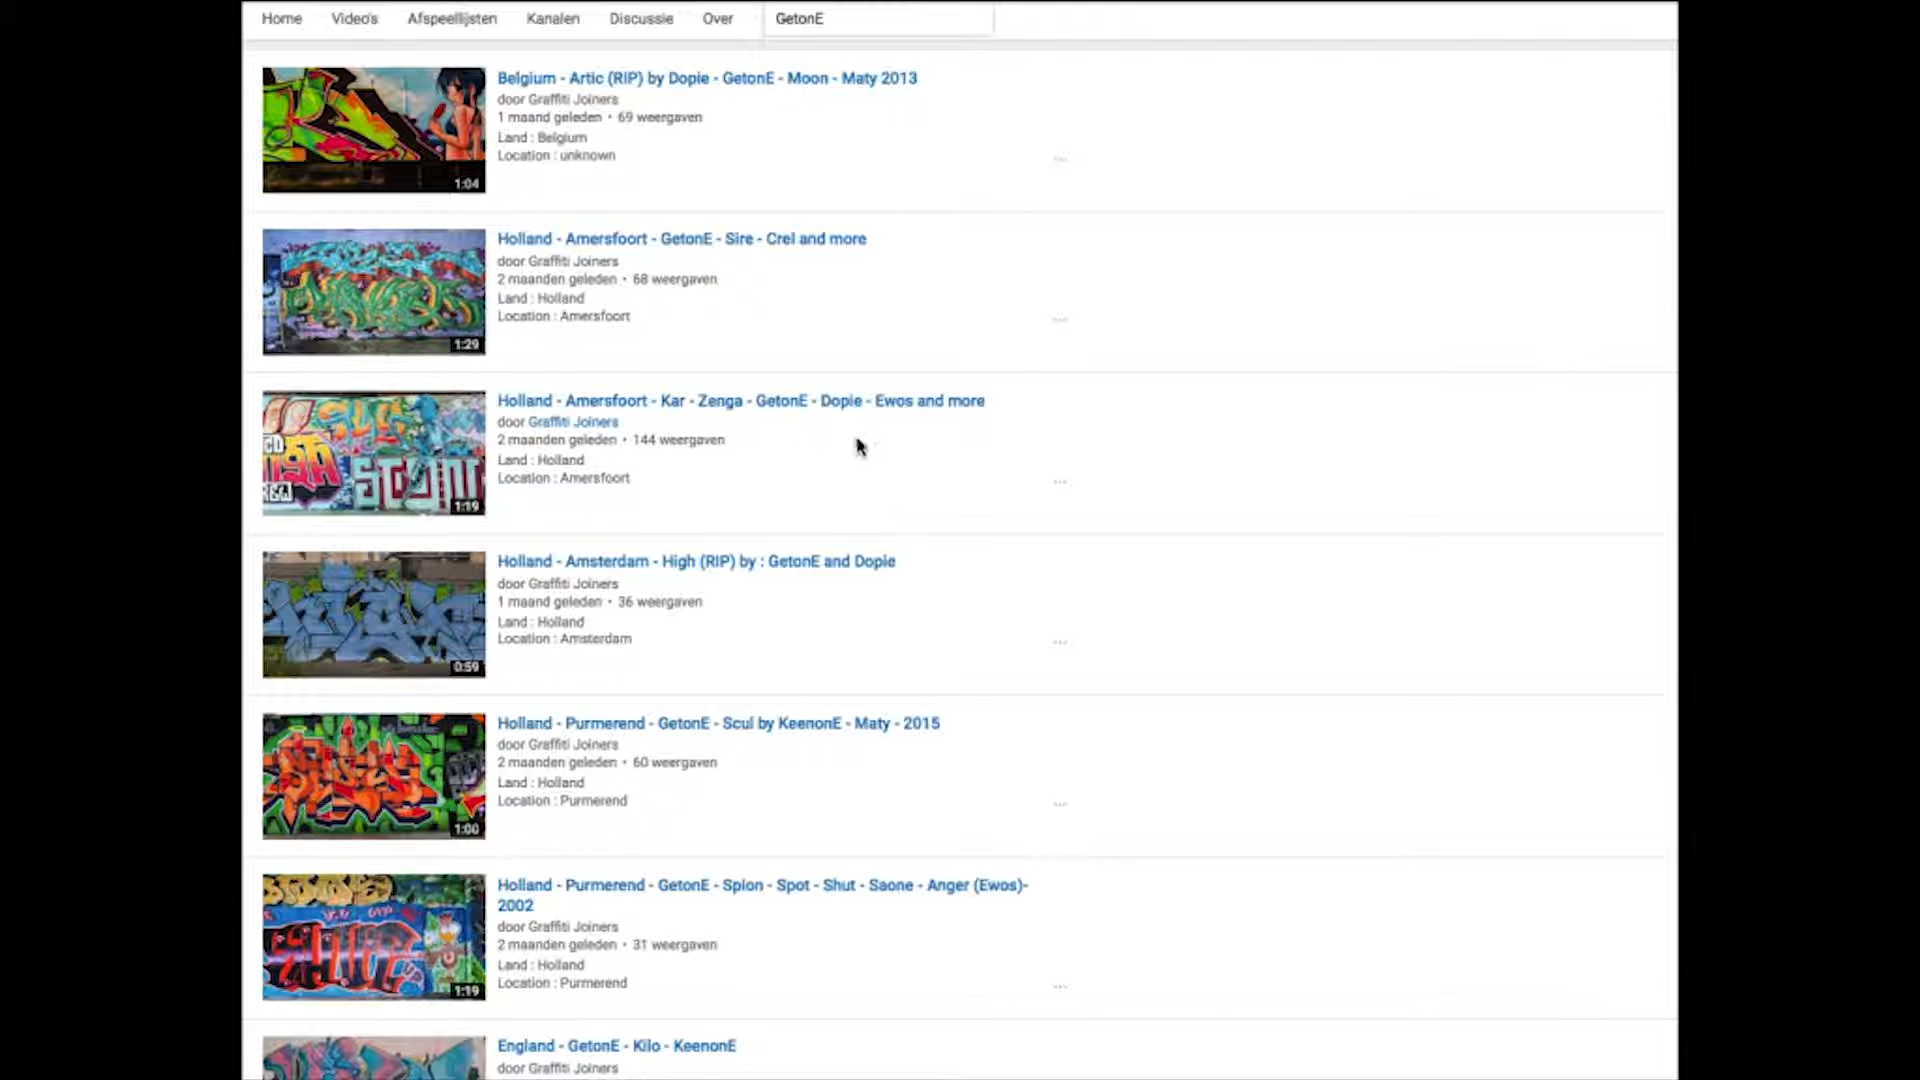 Home Video's Afspeellijsten Kanalen Discussie Over GetonE
Belgium - Artic (RIP) by Dopie - GetonE - Moon - Maty 2013
door Graffiti Joiners
1 maand geleden • 69 weergaven
Land : Belgium
Location : unknown
1:04
Holland - Amersfoort - GetonE - Sire - Crel and more
door Graffiti Joiners
2 maanden geleden • 68 weergaven
Land : Holland
Location : Amersfoort
1:29
Holland - Amersfoort - Kar - Zenga - GetonE - Dopie - Ewos and more
door Graffiti Joiners
2 maanden geleden • 144 weergaven
Land : Holland
Location : Amersfoort
1:19
Holland - Amsterdam - High (RIP) by : GetonE and Dopie
door Graffiti Joiners
1 maand geleden • 36 weergaven
Land : Holland
Location : Amsterdam
0:59
Holland - Purmerend - GetonE - Scul by KeenonE - Maty - 2015
door Graffiti Joiners
2 maanden geleden • 60 weergaven
Land : Holland
Location : Purmerend
1:00
Holland - Purmerend - GetonE - Spion - Spot - Shut - Saone - Anger (Ewos)-
2002
door Graffiti Joiners
2 maanden geleden • 31 weergaven
Land : Holland
Location : Purmerend
1:19
England - GetonE - Kilo - KeenonE
door Graffiti Joiners